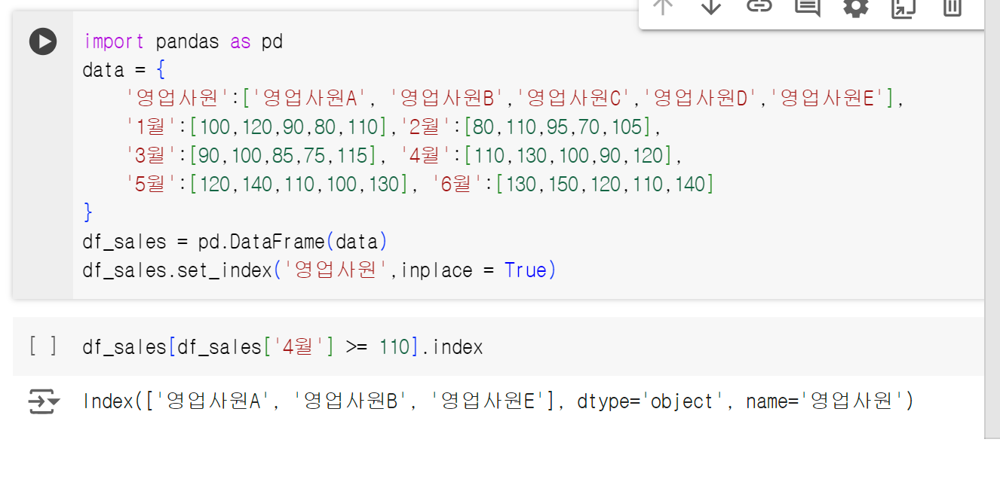 import pandas as pd
data = {
    '영업사원':['영업사원A', '영업사원B','영업사원C','영업사원D','영업사원E'],
    '1월':[100,120,90,80,110],'2월':[80,110,95,70,105],
    '3월':[90,100,85,75,115], '4월':[110,130,100,90,120],
    '5월':[120,140,110,100,130], '6월':[130,150,120,110,140]
}
df_sales = pd.DataFrame(data)
df_sales.set_index('영업사원',inplace = True)
[ ] df_sales[df_sales['4월'] >= 110].index
Index(['영업사원A', '영업사원B', '영업사원E'], dtype='object', name='영업사원')